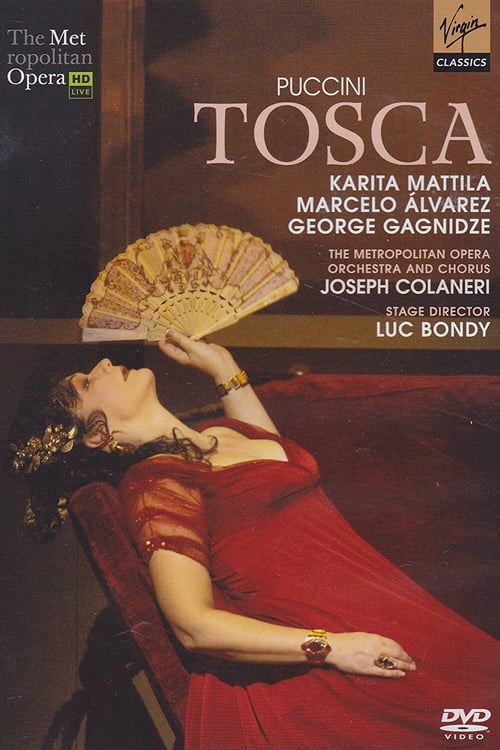 The Met
ropolitan
Opera HD
LIVE
Virgin
CLASSICS
PUCCINI
TOSCA
KARITA MATTILA
MARCELO ÁLVAREZ
GEORGE GAGNIDZE
THE METROPOLITAN OPERA
ORCHESTRA AND CHORUS
JOSEPH COLANERI
STAGE DIRECTOR
LUC BONDY
DVD
VIDEO